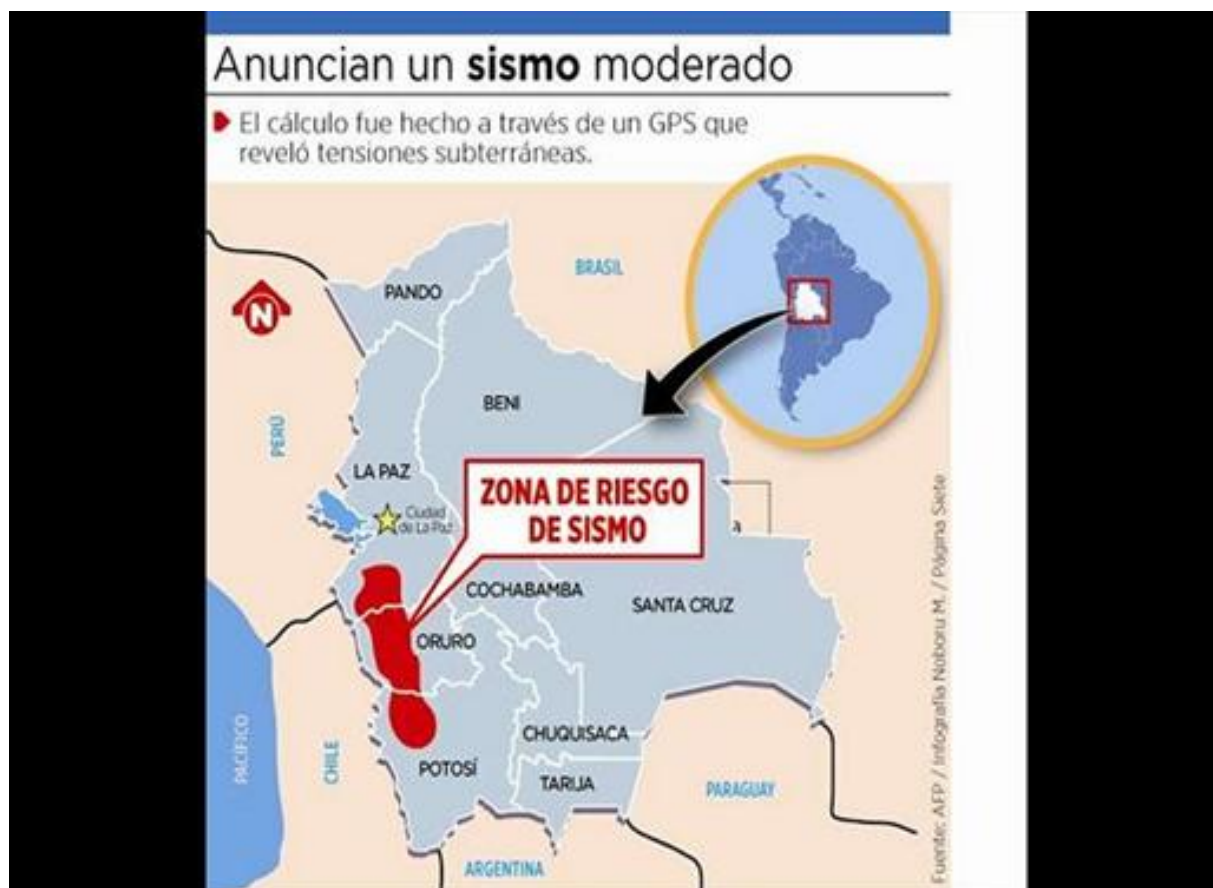 Anuncian un sismo moderado
El cálculo fue hecho a través de un GPS que
reveló tensiones subterráneas.
BRASIL
PANDO
N
BENI
PERÚ
LA PAZ
ZONA DE RIESGO
DE SISMO
Ciudad
de La Paz
a
COCHABAMBA
SANTA CRUZ
ORURO
CHUQUISACA
PACÍFICO
CHILE
POTOSÍ
TARIJA
PARAGUAY
ARGENTINA
Fuente: AFP / Infografía Noboru M. / Página Siete